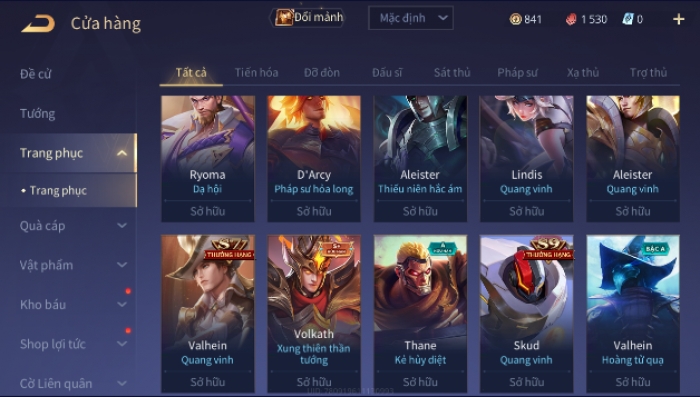 Cửa hàng
Đổi mảnh
Mặc định
841
1 530
0
Đề cử
Tướng
Trang phục
• Trang phục
Quà cáp
Vật phẩm
Kho báu
Shop lợi tức
Cờ Liên quân
Tất cả Tiến hóa Đỡ đòn Đấu sĩ Sát thủ Pháp sư Xạ thủ Trợ thủ
Ryoma
Dạ hội
Sở hữu
D'Arcy
Pháp sư hỏa long
Sở hữu
Aleister
Thiếu niên hắc ám
Sở hữu
Lindis
Quang vinh
Sở hữu
Aleister
Quang vinh
Sở hữu
THƯỞNG HẠNG
Valhein
Quang vinh
Sở hữu
S+
HỮU HẠN
Volkath
Xung thiên thần
tướng
Sở hữu
A
HỮU HẠN
Thane
Kẻ hủy diệt
Sở hữu
S9
THƯỞNG HẠNG
Skud
Quang vinh
Sở hữu
BẬC A
Valhein
Hoàng tử quạ
Sở hữu